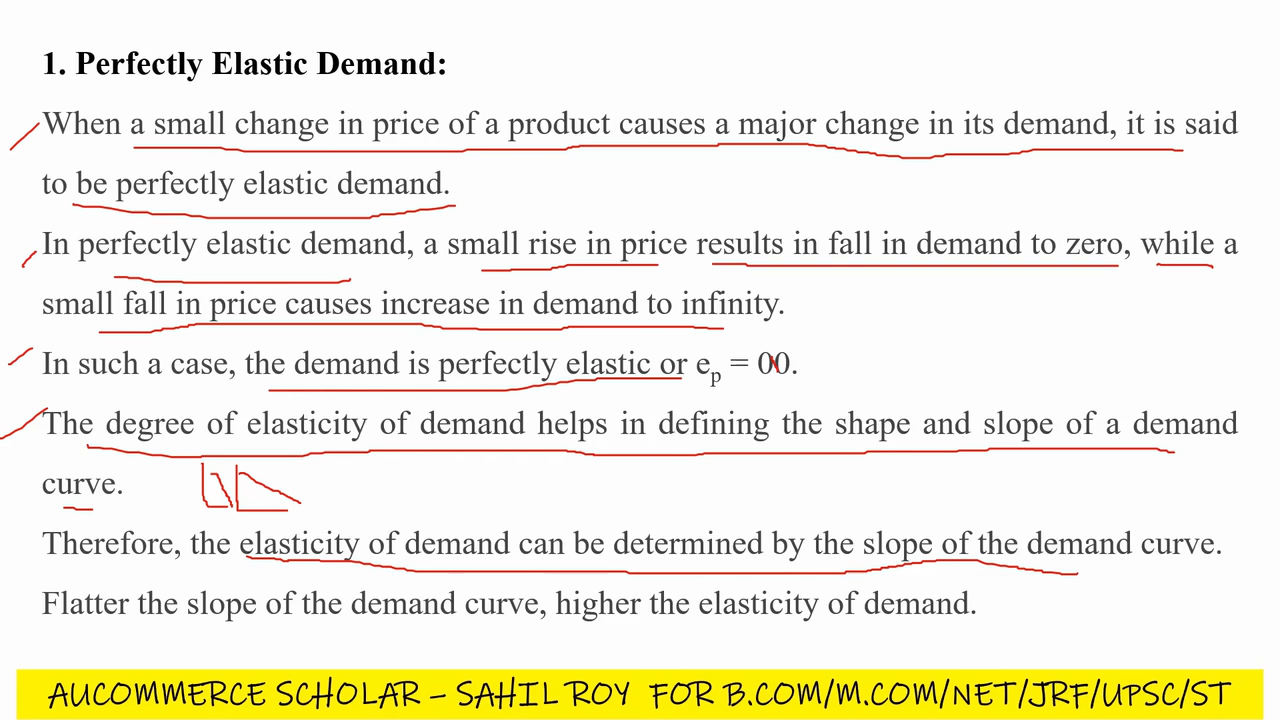 1. Perfectly Elastic Demand:
When a small change in price of a product causes a major change in its demand, it is said
to be perfectly elastic demand.
In perfectly elastic demand, a small rise in price results in fall in demand to zero, while a
small fall in price causes increase in demand to infinity.
In such a case, the demand is perfectly elastic or ep = 00.
The degree of elasticity of demand helps in defining the shape and slope of a demand
curve.
Therefore, the elasticity of demand can be determined by the slope of the demand curve.
Flatter the slope of the demand curve, higher the elasticity of demand.
AUCOMMERCE SCHOLAR – SAHIL ROY FOR B.COM/M.COM/NET/JRF/UPSC/ST